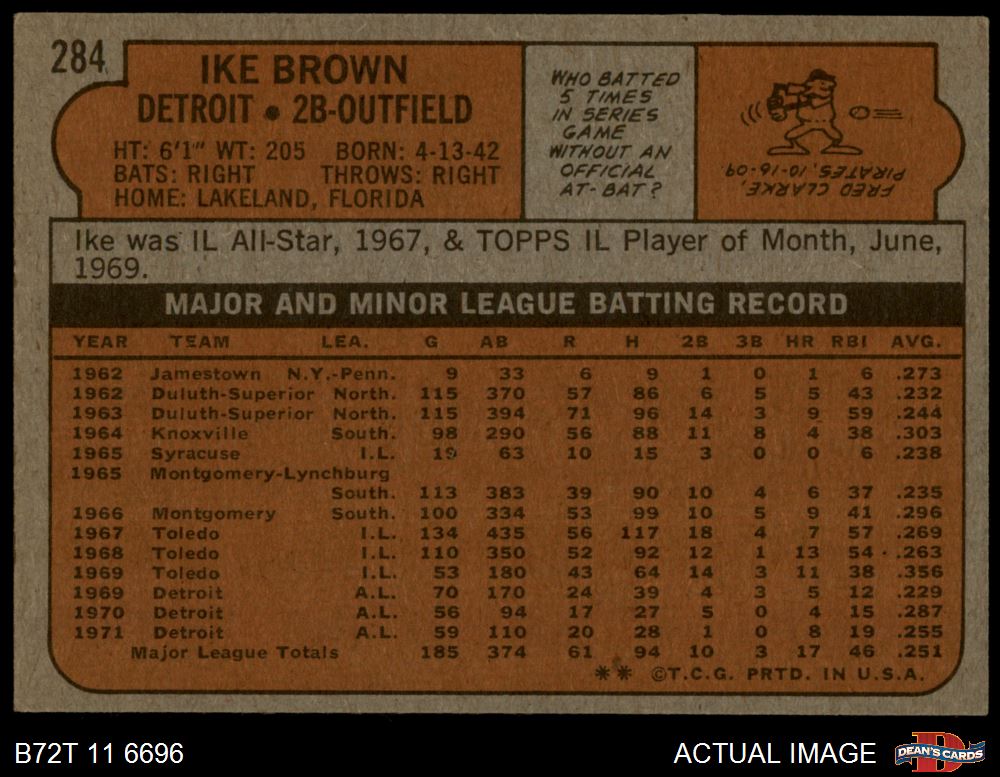 284
IKE BROWN
DETROIT • 2B-OUTFIELD
HT: 6'1" WT: 205 BORN: 4-13-42
BATS: RIGHT THROWS: RIGHT
HOME: LAKELAND, FLORIDA
WHO BATTED
5 TIMES
IN SERIES
GAME
WITHOUT AN
OFFICIAL
AT-BAT?
FRED CLARKE,
PIRATES, 10-16-09.
Ike was IL All-Star, 1967, & TOPPS IL Player of Month, June,
1969.
MAJOR AND MINOR LEAGUE BATTING RECORD
YEAR TEAM LEA. G AB R H 2B 3B HR RBI AVG.
1962 Jamestown N.Y.-Penn. 9 33 6 9 1 0 1 6 .273
1962 Duluth-Superior North. 115 370 57 86 6 5 5 43 .232
1963 Duluth-Superior North. 115 394 71 96 14 3 9 59 .244
1964 Knoxville South. 98 290 56 88 11 8 4 38 .303
1965 Syracuse I.L. 19 63 10 15 3 0 0 6 .238
1965 Montgomery-Lynchburg
South. 113 383 39 90 10 4 6 37 .235
1966 Montgomery South. 100 334 53 99 10 5 9 41 .296
1967 Toledo I.L. 134 435 56 117 18 4 7 57 .269
1968 Toledo I.L. 110 350 52 92 12 1 13 54 .263
1969 Toledo I.L. 53 180 43 64 14 3 11 38 .356
1969 Detroit A.L. 70 170 24 39 4 3 5 12 .229
1970 Detroit A.L. 56 94 17 27 5 0 4 15 .287
1971 Detroit A.L. 59 110 20 28 1 0 8 19 .255
Major League Totals 185 374 61 94 10 3 17 46 .251
** ©T.C.G. PRTD. IN U.S.A.
B72T 11 6696
ACTUAL IMAGE
D
DEAN'S CARDS